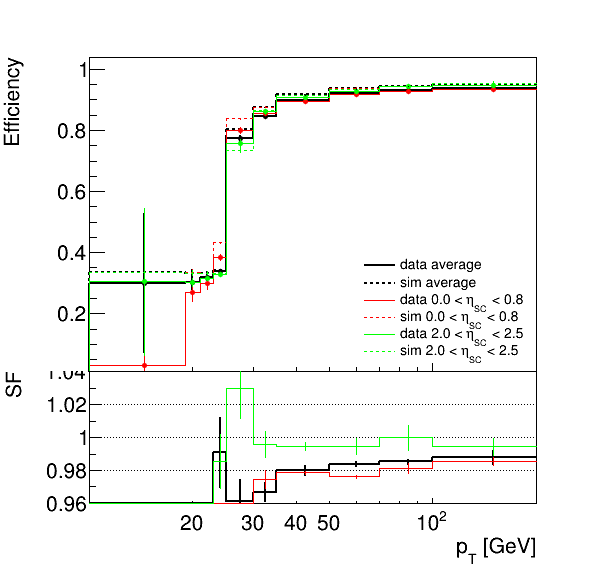 Efficiency
1
0.8
0.6
0.4
0.2
data average
sim average
data 0.0 < η_SC < 0.8
sim 0.0 < η_SC < 0.8
data 2.0 < η_SC < 2.5
sim 2.0 < η_SC < 2.5
SF
1.04
1.02
1
0.98
0.96
20 30 40 50 10²
p_T [GeV]